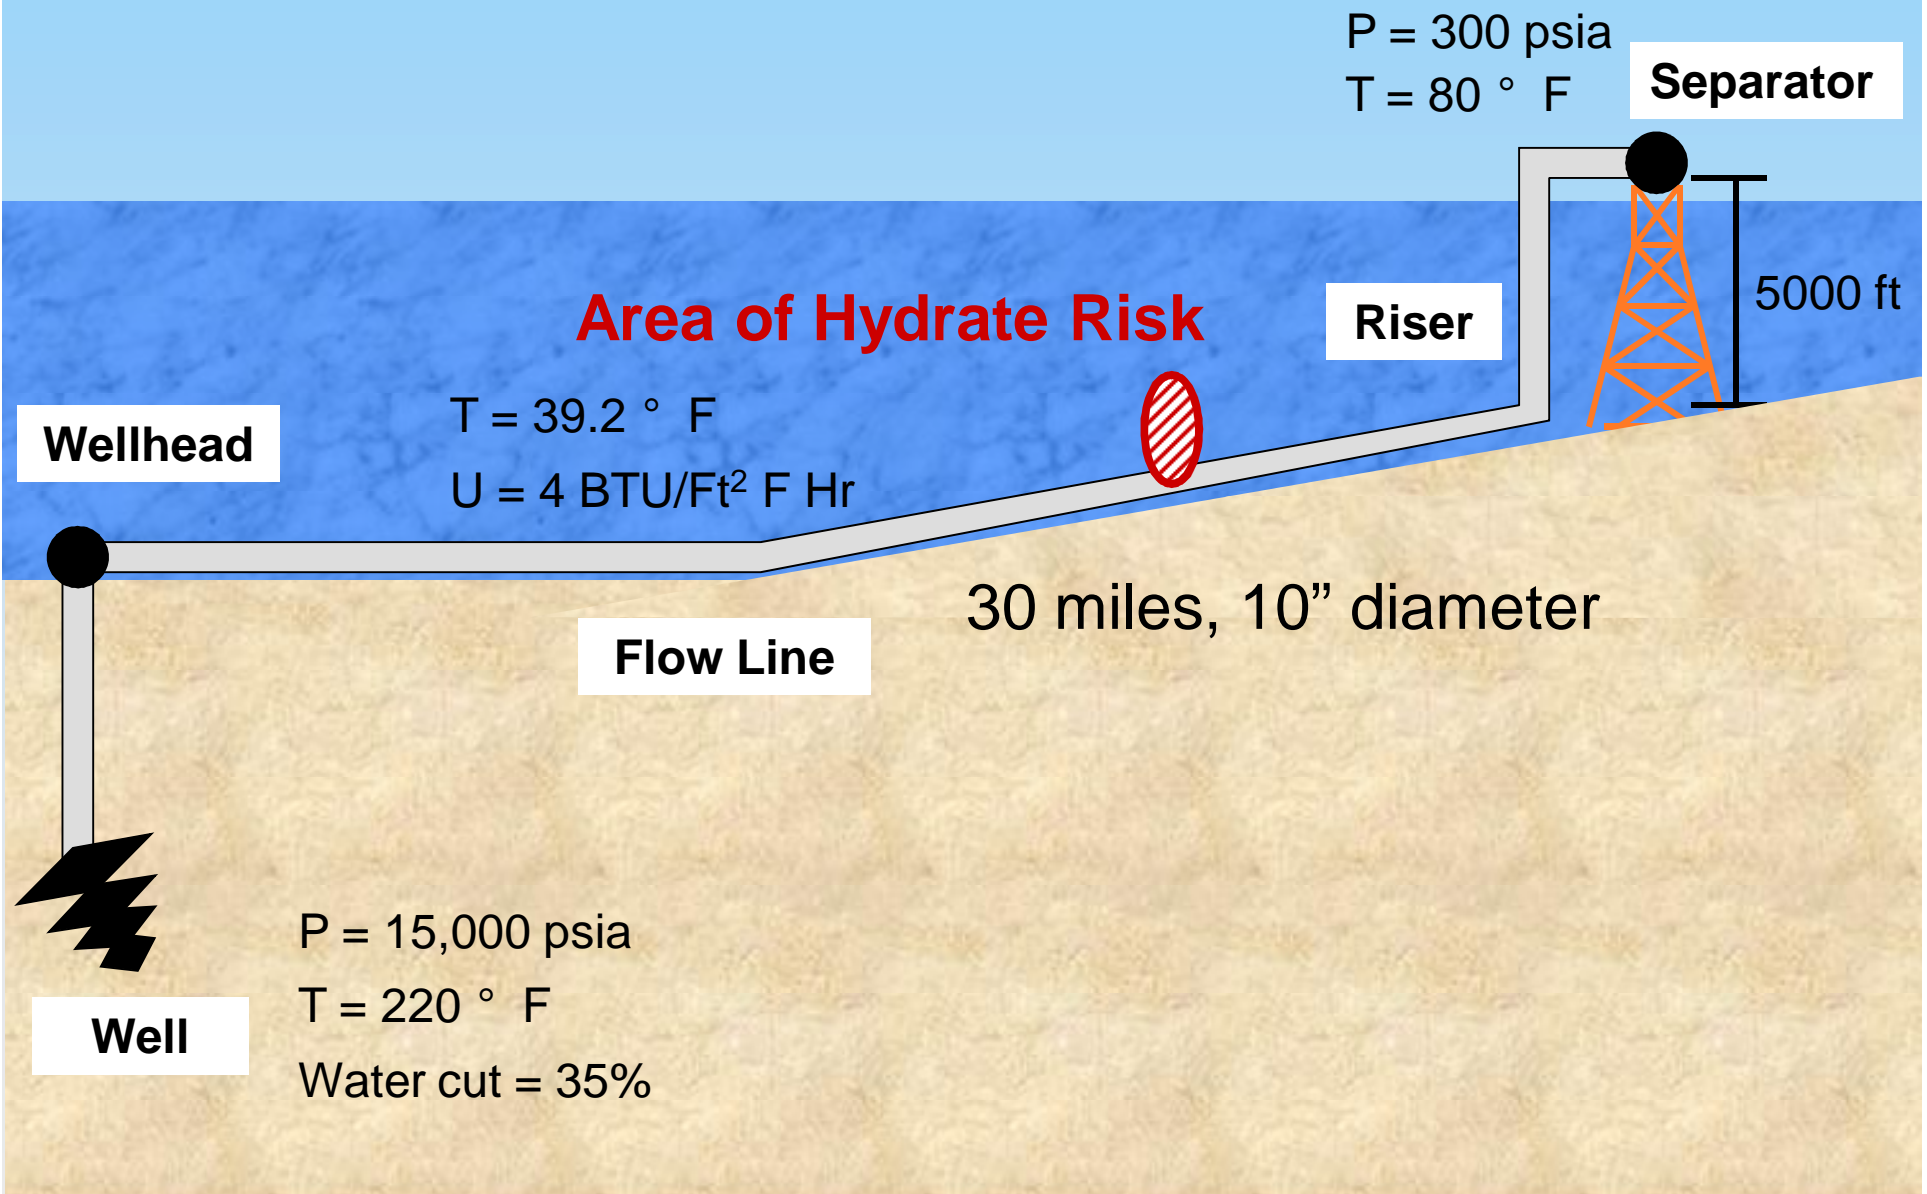 P = 300 psia
T = 80 ° F
Separator
5000 ft
Area of Hydrate Risk
Riser
T = 39.2 ° F
U = 4 BTU/Ft² F Hr
Wellhead
30 miles, 10” diameter
Flow Line
P = 15,000 psia
T = 220 ° F
Water cut = 35%
Well